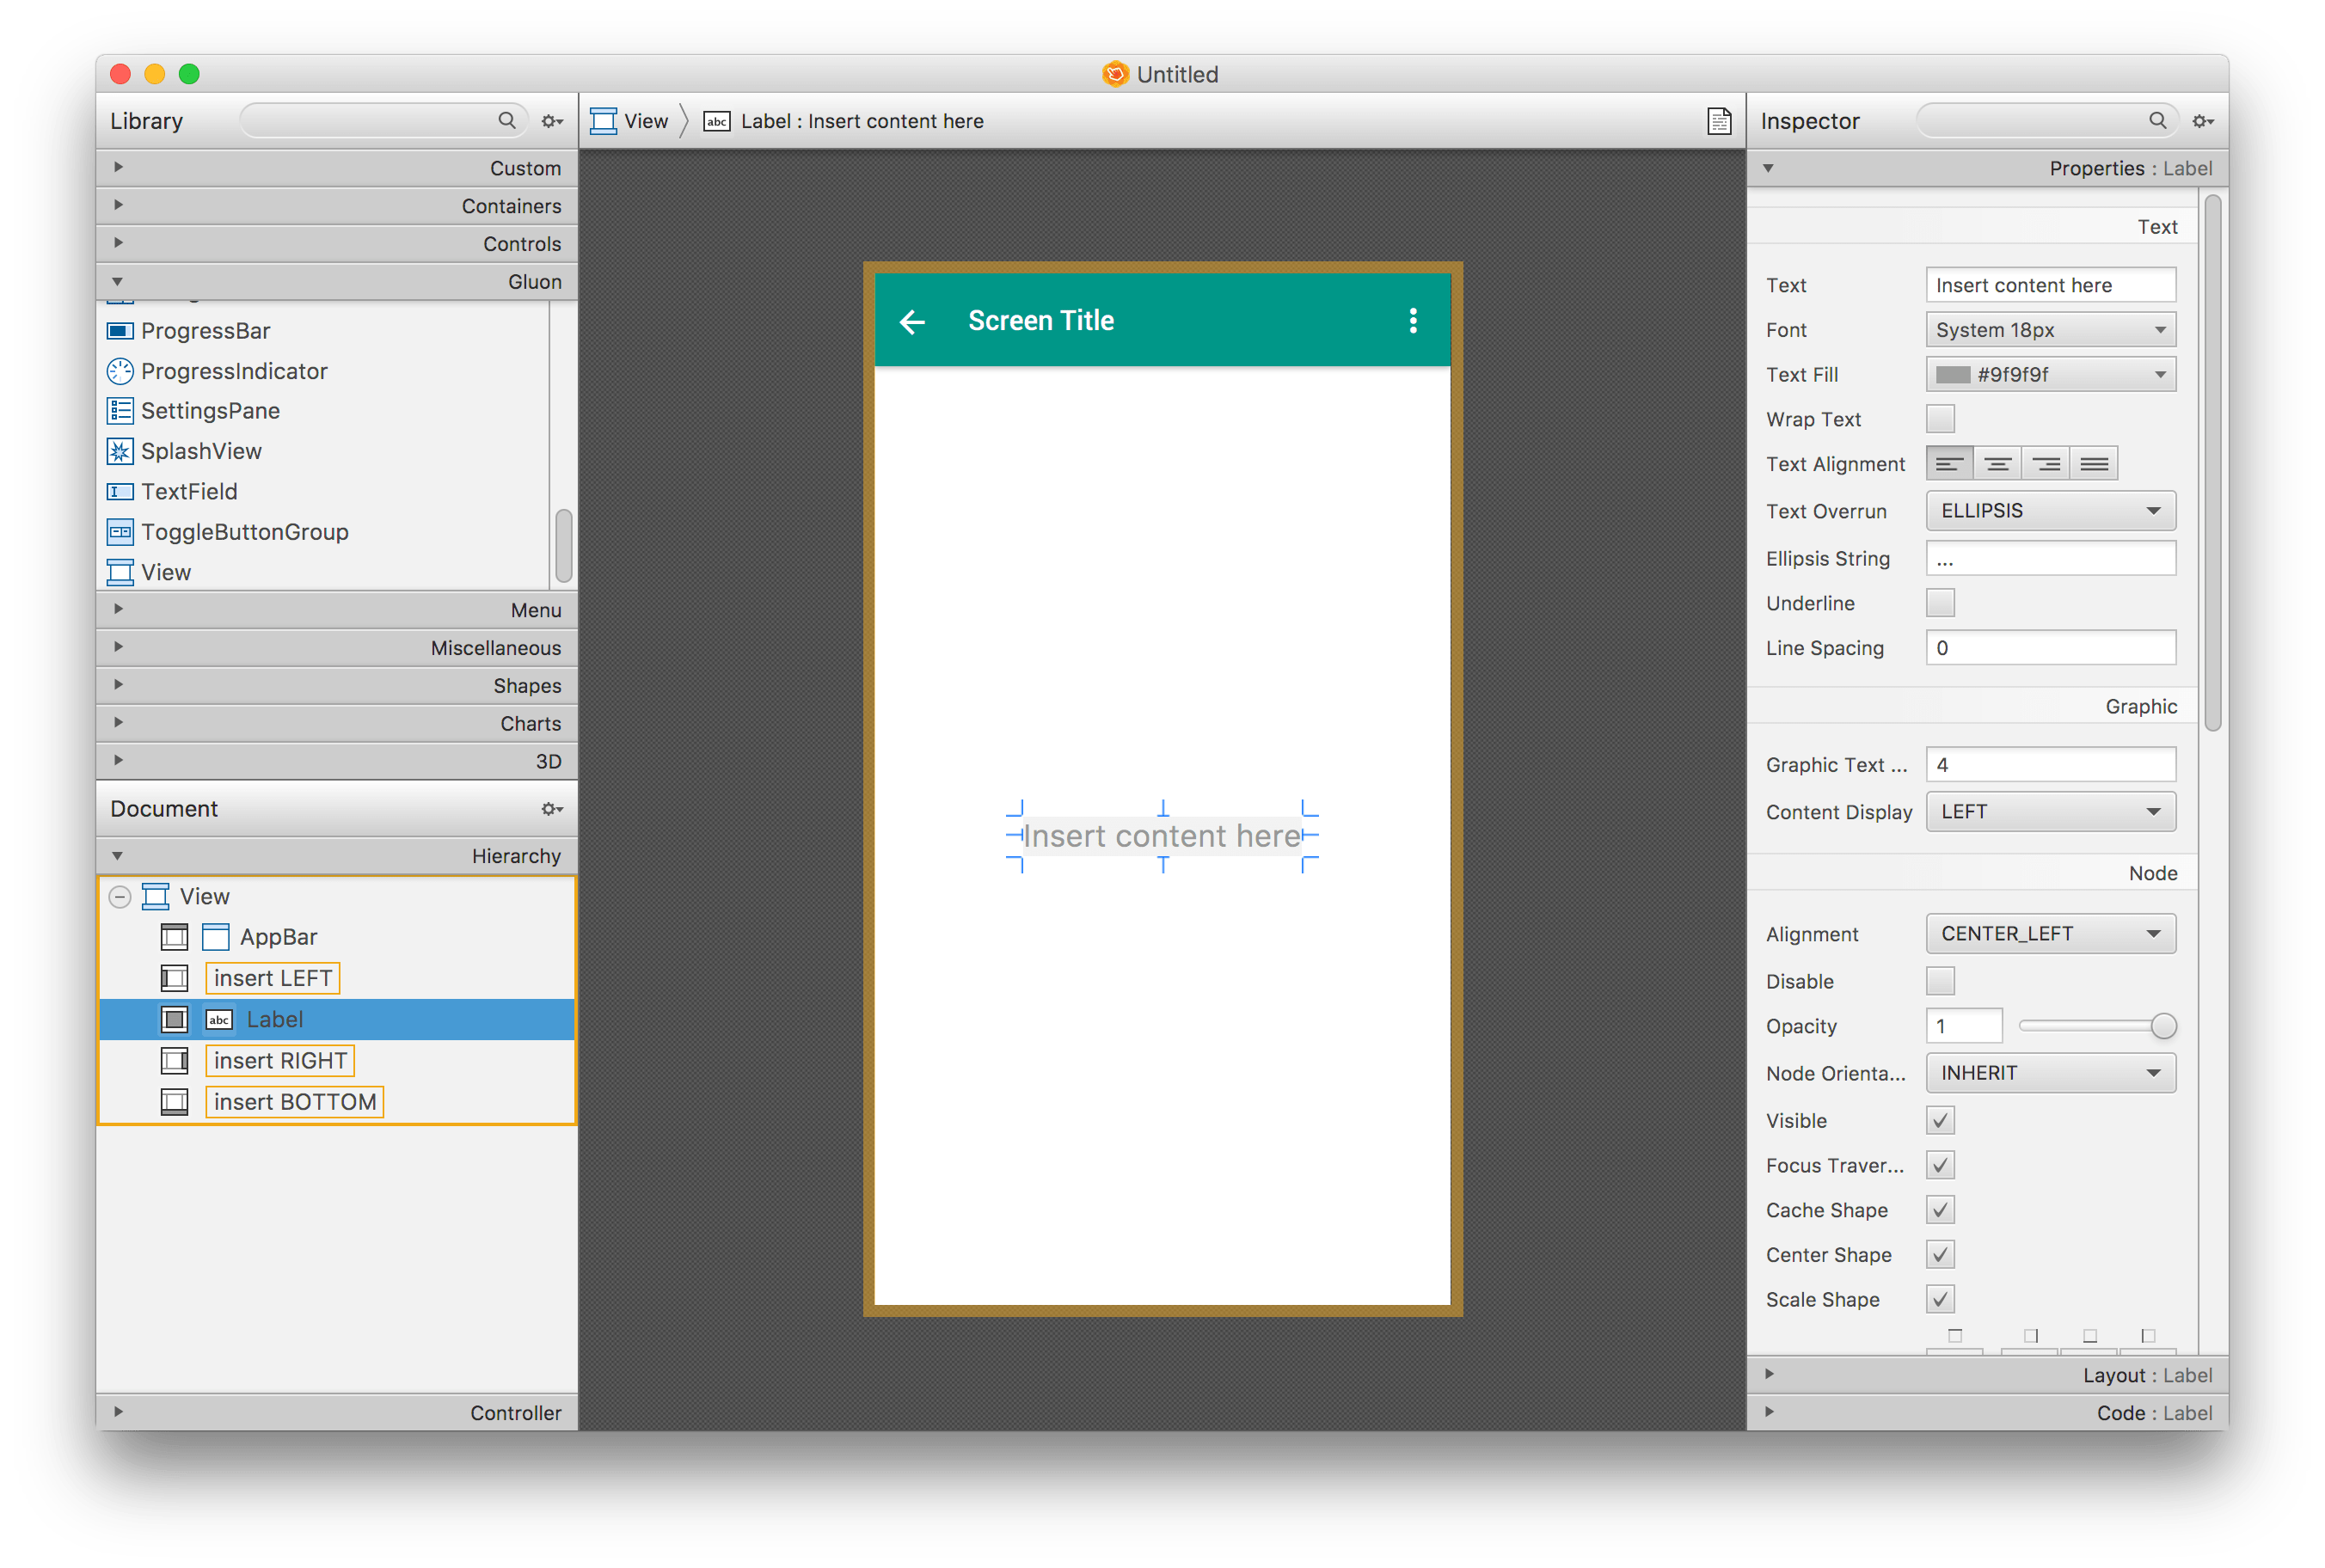 Untitled
Library
Custom
Containers
Controls
Gluon
ProgressBar
ProgressIndicator
SettingsPane
SplashView
TextField
ToggleButtonGroup
View
Menu
Miscellaneous
Shapes
Charts
3D
Document
Hierarchy
View
AppBar
insert LEFT
abc Label
insert RIGHT
insert BOTTOM
Controller
View abc Label : Insert content here
Screen Title
Insert content here
Inspector
Properties : Label
Text
Text Insert content here
Font System 18px
Text Fill #9f9f9f
Wrap Text
Text Alignment
Text Overrun ELLIPSIS
Ellipsis String ...
Underline
Line Spacing 0
Graphic
Graphic Text ... 4
Content Display LEFT
Node
Alignment CENTER_LEFT
Disable
Opacity 1
Node Orienta... INHERIT
Visible
Focus Traver...
Cache Shape
Center Shape
Scale Shape
Layout : Label
Code : Label